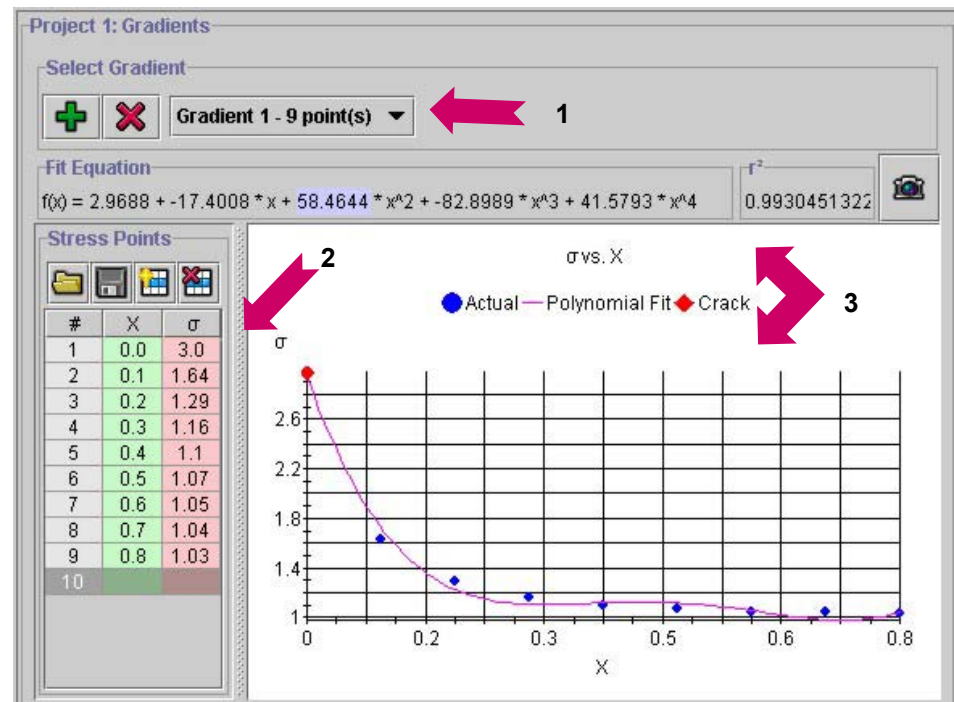 Project 1: Gradients
Select Gradient
Gradient 1 - 9 point(s)
1
Fit Equation
r²
f(x) = 2.9688 + -17.4008 * x + 58.4644 * x^2 + -82.8989 * x^3 + 41.5793 * x^4
0.9930451322
Stress Points
2
# X σ
1 0.0 3.0
2 0.1 1.64
3 0.2 1.29
4 0.3 1.16
5 0.4 1.1
6 0.5 1.07
7 0.6 1.05
8 0.7 1.04
9 0.8 1.03
10
σ vs. X
Actual Polynomial Fit Crack
3
σ
2.6
2.2
1.8
1.4
1
0 0.2 0.3 0.5 0.6 0.8
X